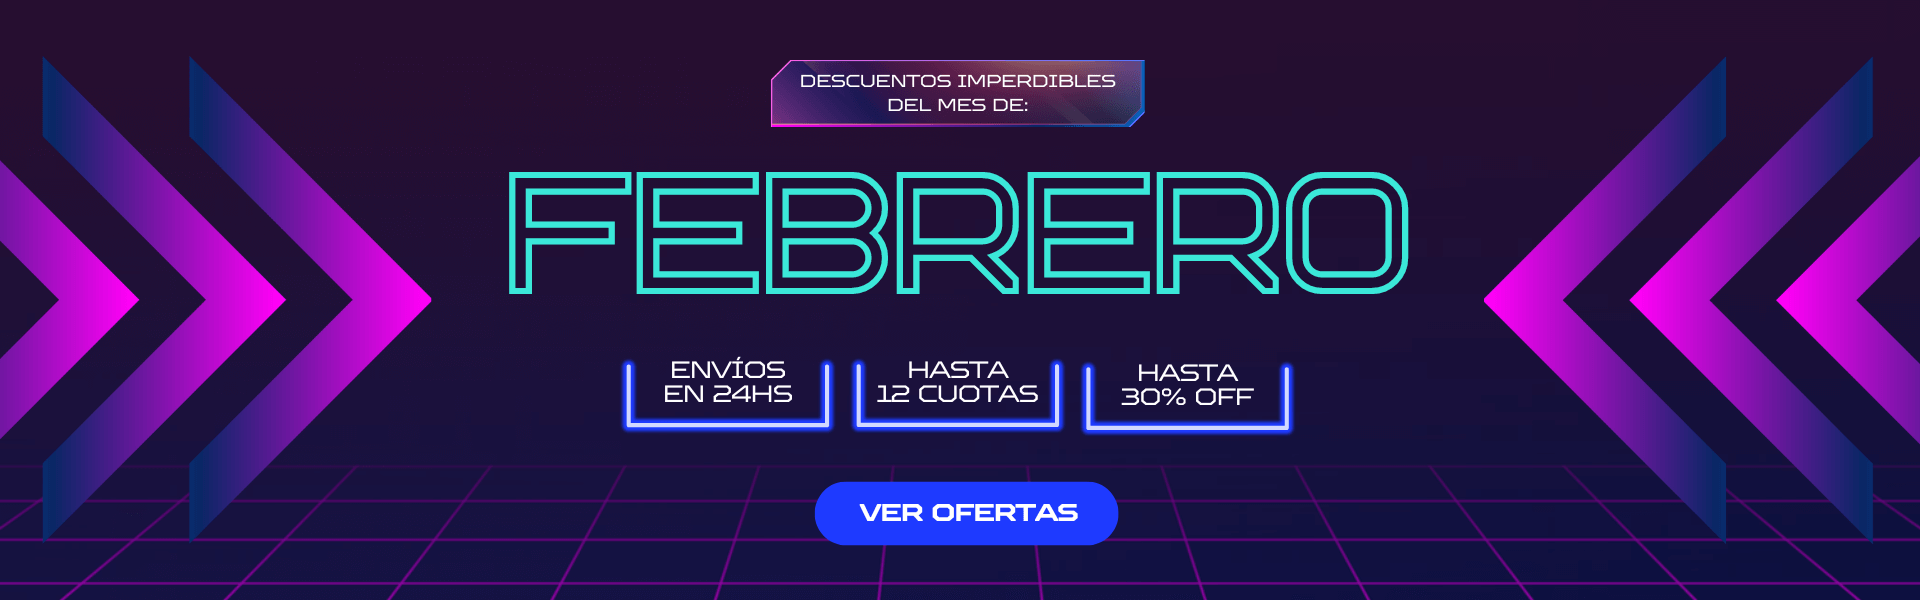 DESCUENTOS IMPERDIBLES
DEL MES DE:
FEBRERO
ENVÍOS
EN 24HS
HASTA
12 CUOTAS
HASTA
30% OFF
VER OFERTAS